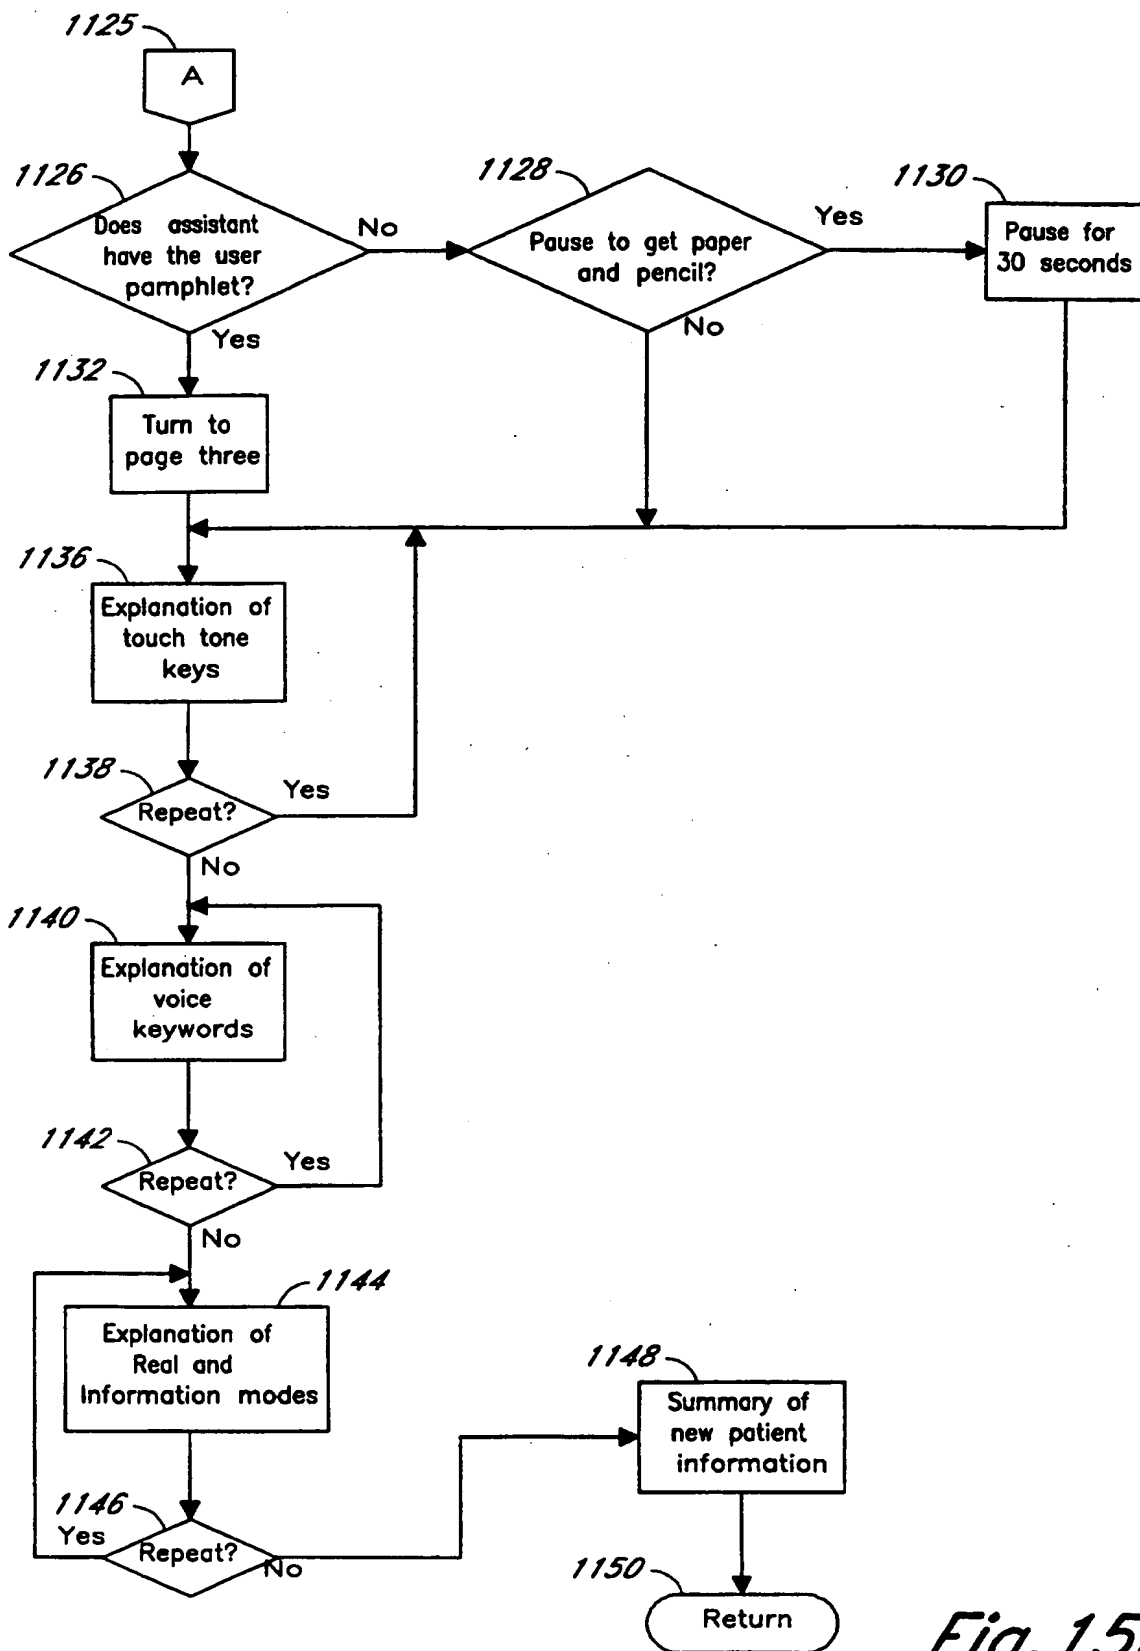 1125
A
1126
Does assistant
have the user
pamphlet?
No
Yes
1128
Pause to get paper
and pencil?
Yes
No
1130
Pause for
30 seconds
1132
Turn to
page three
1136
Explanation of
touch tone
keys
1138
Repeat?
Yes
No
1140
Explanation of
voice
keywords
1142
Repeat?
Yes
No
1144
Explanation of
Real and
Information modes
1146
Yes
Repeat?
No
1148
Summary of
new patient
information
1150
Return
Fig. 15